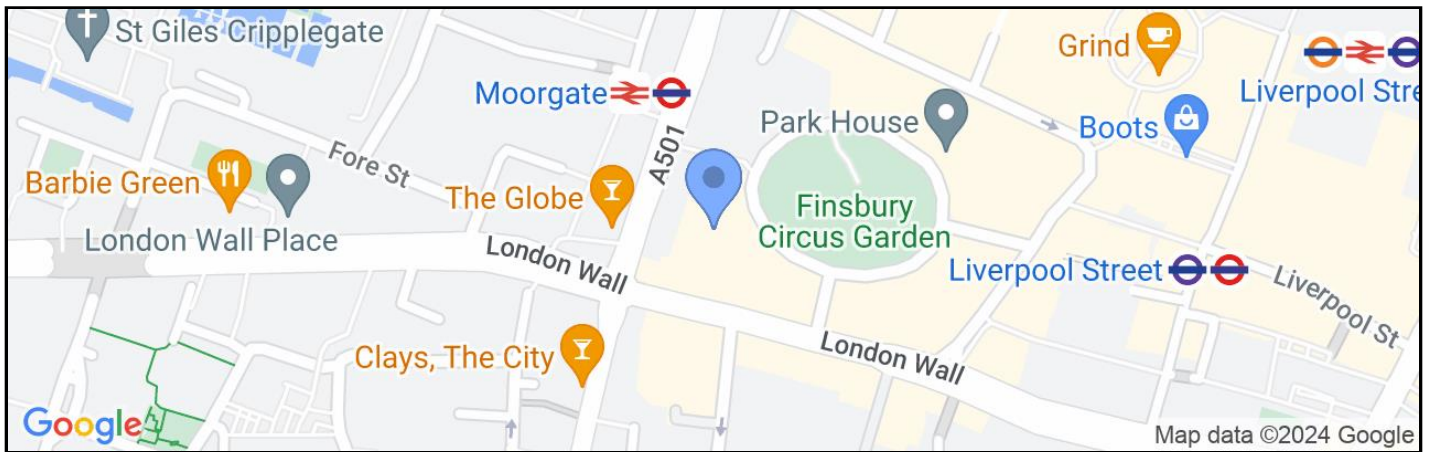 St Giles Cripplegate
Grind
Liverpool Stre
Moorgate
Park House
Boots
A501
Fore St
Barbie Green
The Globe
Finsbury
Circus Garden
London Wall Place
London Wall
Liverpool Street
Liverpool St
Clays, The City
London Wall
Google
Map data ©2024 Google